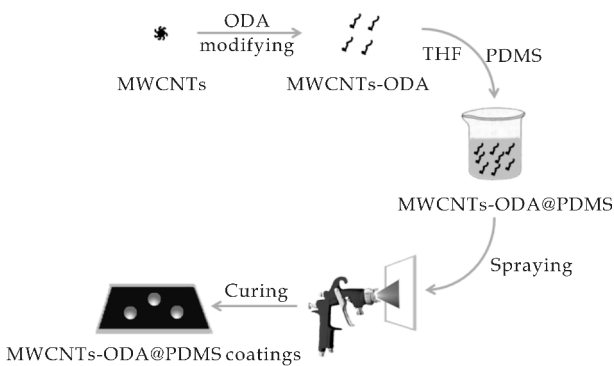 ODA
modifying
MWCNTs
MWCNTs-ODA
THF
PDMS
MWCNTs-ODA@PDMS
Spraying
Curing
MWCNTs-ODA@PDMS coatings